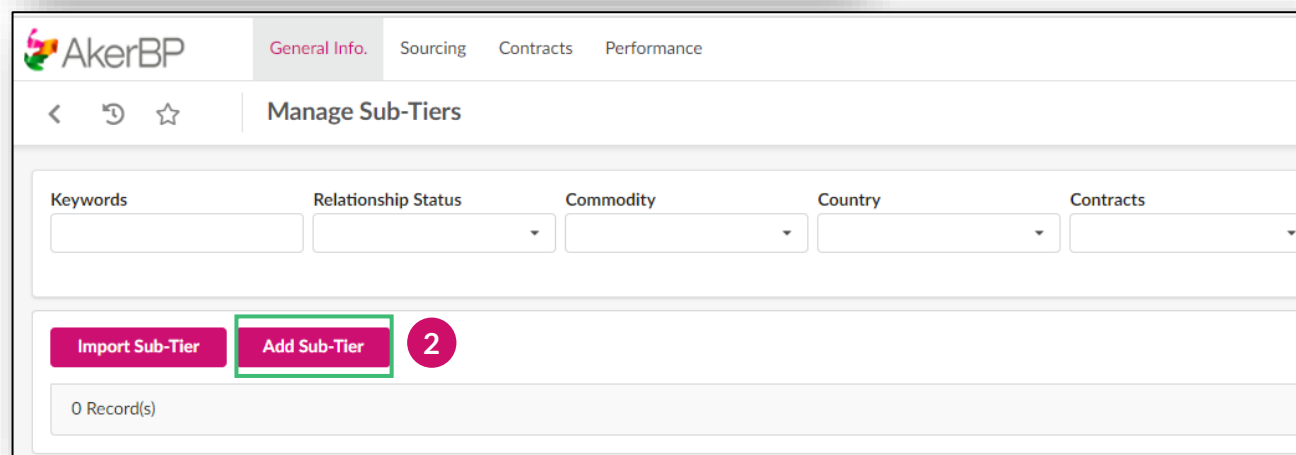 AkerBP General Info. Sourcing Contracts Performance
Manage Sub-Tiers
Keywords Relationship Status Commodity Country Contracts
Import Sub-Tier Add Sub-Tier 2
0 Record(s)